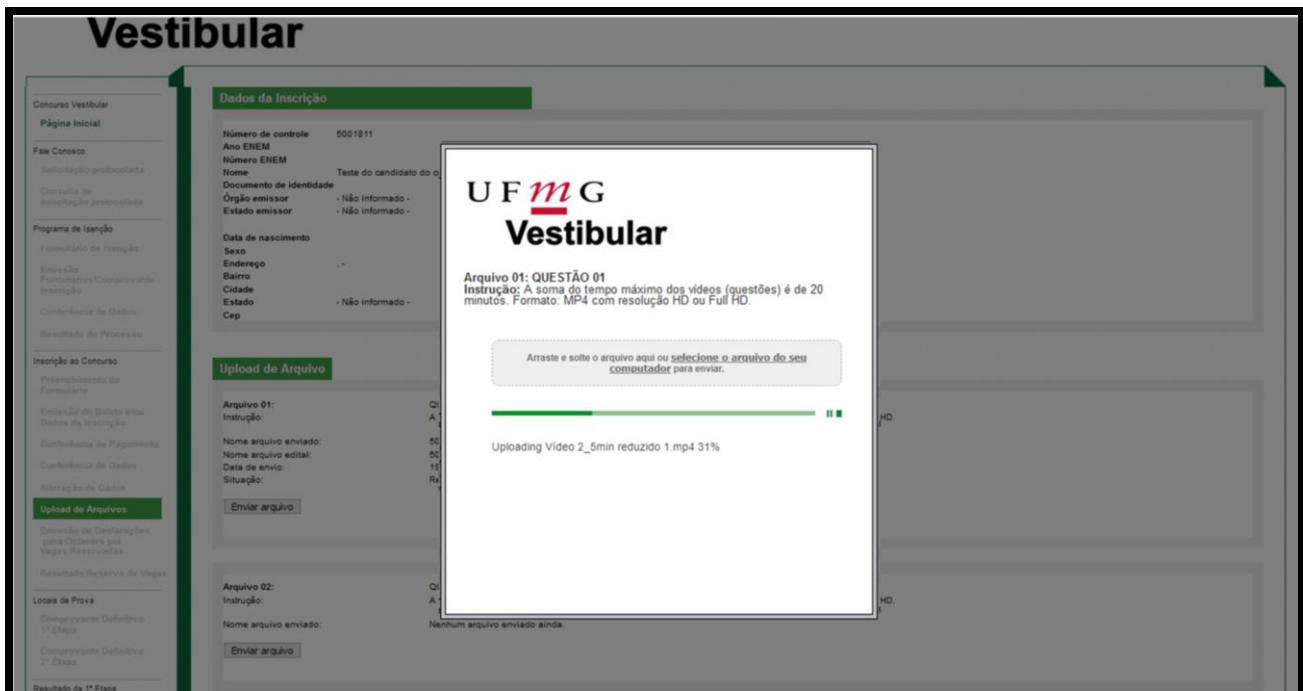 Vestibular
Concurso Vestibular
Página Inicial
Fale Conosco
Solicitação protocolada
Consulta de
solicitação protocolada
Programa de Isenção
Formulário de Isenção
Emissão
Formulários/Comprovante
Inscrição
Conferência de Dados
Resultado do Processo
Inscrição ao Concurso
Preenchimento do
Formulário
Emissão do Boleto e/ou
Dados da Inscrição
Conferência de Pagamento
Conferência de Dados
Alteração de Dados
Upload de Arquivos
Emissão de Declarações
para Optantes por
Vagas Reservadas
Resultado Reserva de Vagas
Locais de Prova
Comprovante Definitivo
1ª Etapa
Comprovante Definitivo
2ª Etapa
Resultado da 1ª Etapa
Dados da Inscrição
Número de controle 5001811
Ano ENEM
Número ENEM
Nome Teste do candidato do
Documento de identidade
Órgão emissor - Não informado -
Estado emissor - Não informado -
Data de nascimento
Sexo
Endereço , -
Bairro
Cidade
Estado - Não informado -
Cep
Upload de Arquivo
Arquivo 01:
Instrução: A HD.
Nome arquivo enviado:
Nome arquivo edital:
Data de envio:
Situação:
Enviar arquivo
Arquivo 02:
Instrução: A HD.
Nome arquivo enviado: Nenhum arquivo enviado ainda.
Enviar arquivo
UFmG
Vestibular
Arquivo 01: QUESTÃO 01
Instrução: A soma do tempo máximo dos vídeos (questões) é de 20
minutos. Formato: MP4 com resolução HD ou Full HD.
Arraste e solte o arquivo aqui ou selecione o arquivo do seu
computador para enviar.
Uploading Vídeo 2_5min reduzido 1.mp4 31%